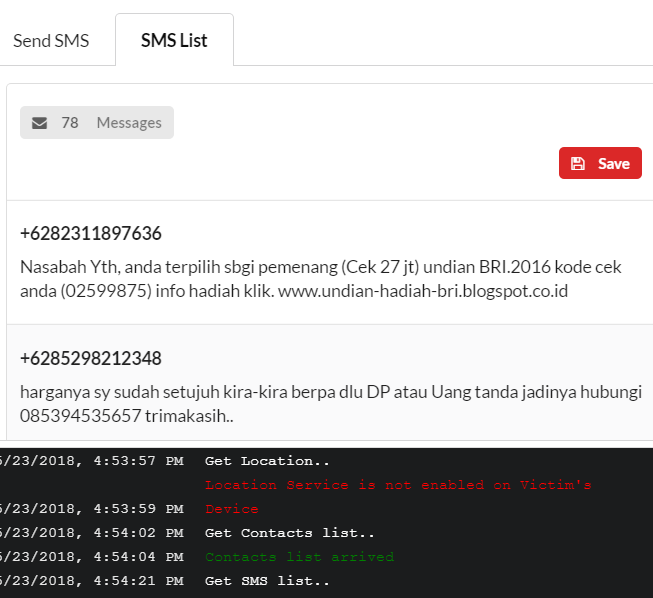 Send SMS
SMS List
78 Messages
Save
+6282311897636
Nasabah Yth, anda terpilih sbgi pemenang (Cek 27 jt) undian BRI.2016 kode cek
anda (02599875) info hadiah klik. www.undian-hadiah-bri.blogspot.co.id
+6285298212348
harganya sy sudah setujuh kira-kira berpa dlu DP atau Uang tanda jadinya hubungi
085394535657 trimakasih..
5/23/2018, 4:53:57 PM Get Location..
Location Service is not enabled on Victim's
5/23/2018, 4:53:59 PM Device
5/23/2018, 4:54:02 PM Get Contacts list..
5/23/2018, 4:54:04 PM Contacts list arrived
5/23/2018, 4:54:21 PM Get SMS list..